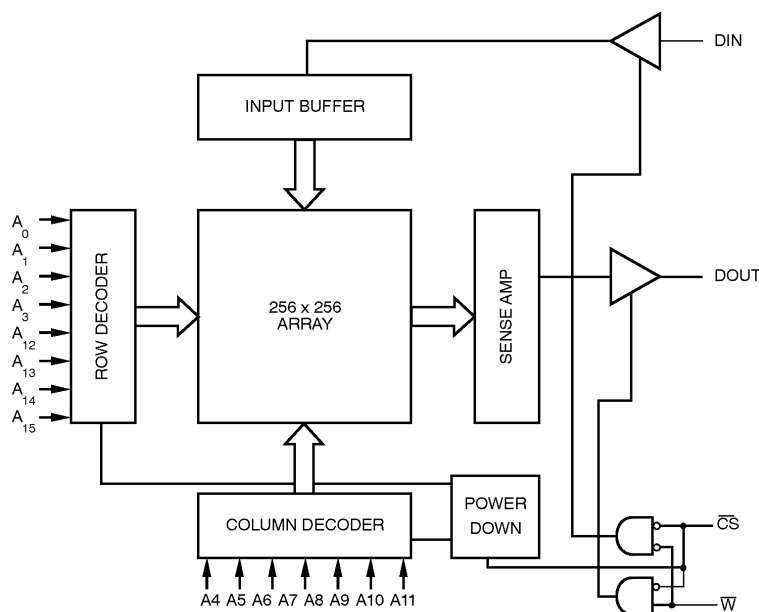 DIN
INPUT BUFFER
A0
A1
A2
A3
A12
A13
A14
A15
ROW DECODER
256 x 256
ARRAY
SENSE AMP
DOUT
COLUMN DECODER
POWER
DOWN
CS
W
A4 A5 A6 A7 A8 A9 A10 A11